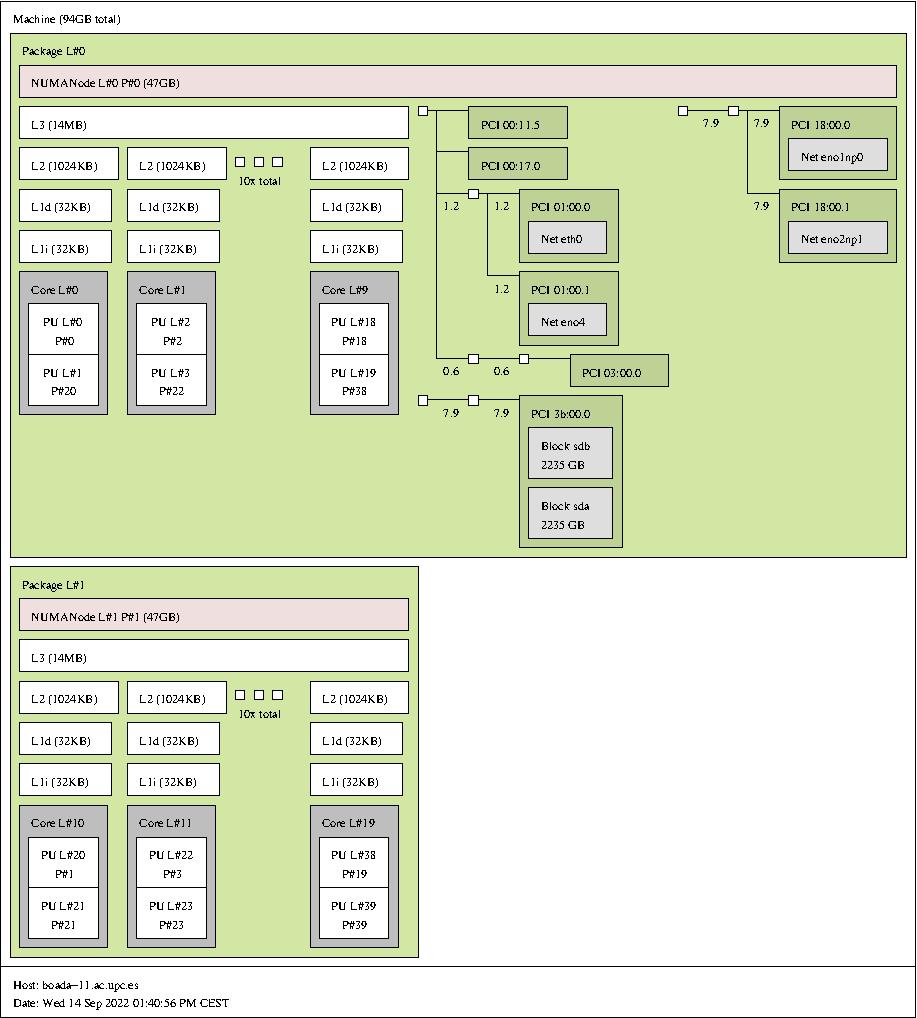 Machine (94GB total)
Package L#0
NUMANode L#0 P#0 (47GB)
L3 (14MB)
L2 (1024KB)
L2 (1024KB)
10x total
L2 (1024KB)
L1d (32KB)
L1d (32KB)
L1d (32KB)
L1i (32KB)
L1i (32KB)
L1i (32KB)
Core L#0
PU L#0
P#0
PU L#1
P#20
Core L#1
PU L#2
P#2
PU L#3
P#22
Core L#9
PU L#18
P#18
PU L#19
P#38
PCI 00:11.5
PCI 00:17.0
1.2
1.2
PCI 01:00.0
Net eth0
1.2
PCI 01:00.1
Net eno4
0.6
0.6
PCI 03:00.0
7.9
7.9
PCI 3b:00.0
Block sdb
2235 GB
Block sda
2235 GB
7.9
7.9
PCI 18:00.0
Net eno1np0
7.9
PCI 18:00.1
Net eno2np1
Package L#1
NUMANode L#1 P#1 (47GB)
L3 (14MB)
L2 (1024KB)
L2 (1024KB)
10x total
L2 (1024KB)
L1d (32KB)
L1d (32KB)
L1d (32KB)
L1i (32KB)
L1i (32KB)
L1i (32KB)
Core L#10
PU L#20
P#1
PU L#21
P#21
Core L#11
PU L#22
P#3
PU L#23
P#23
Core L#19
PU L#38
P#19
PU L#39
P#39
Host: boada-11.ac.upc.es
Date: Wed 14 Sep 2022 01:40:56 PM CEST